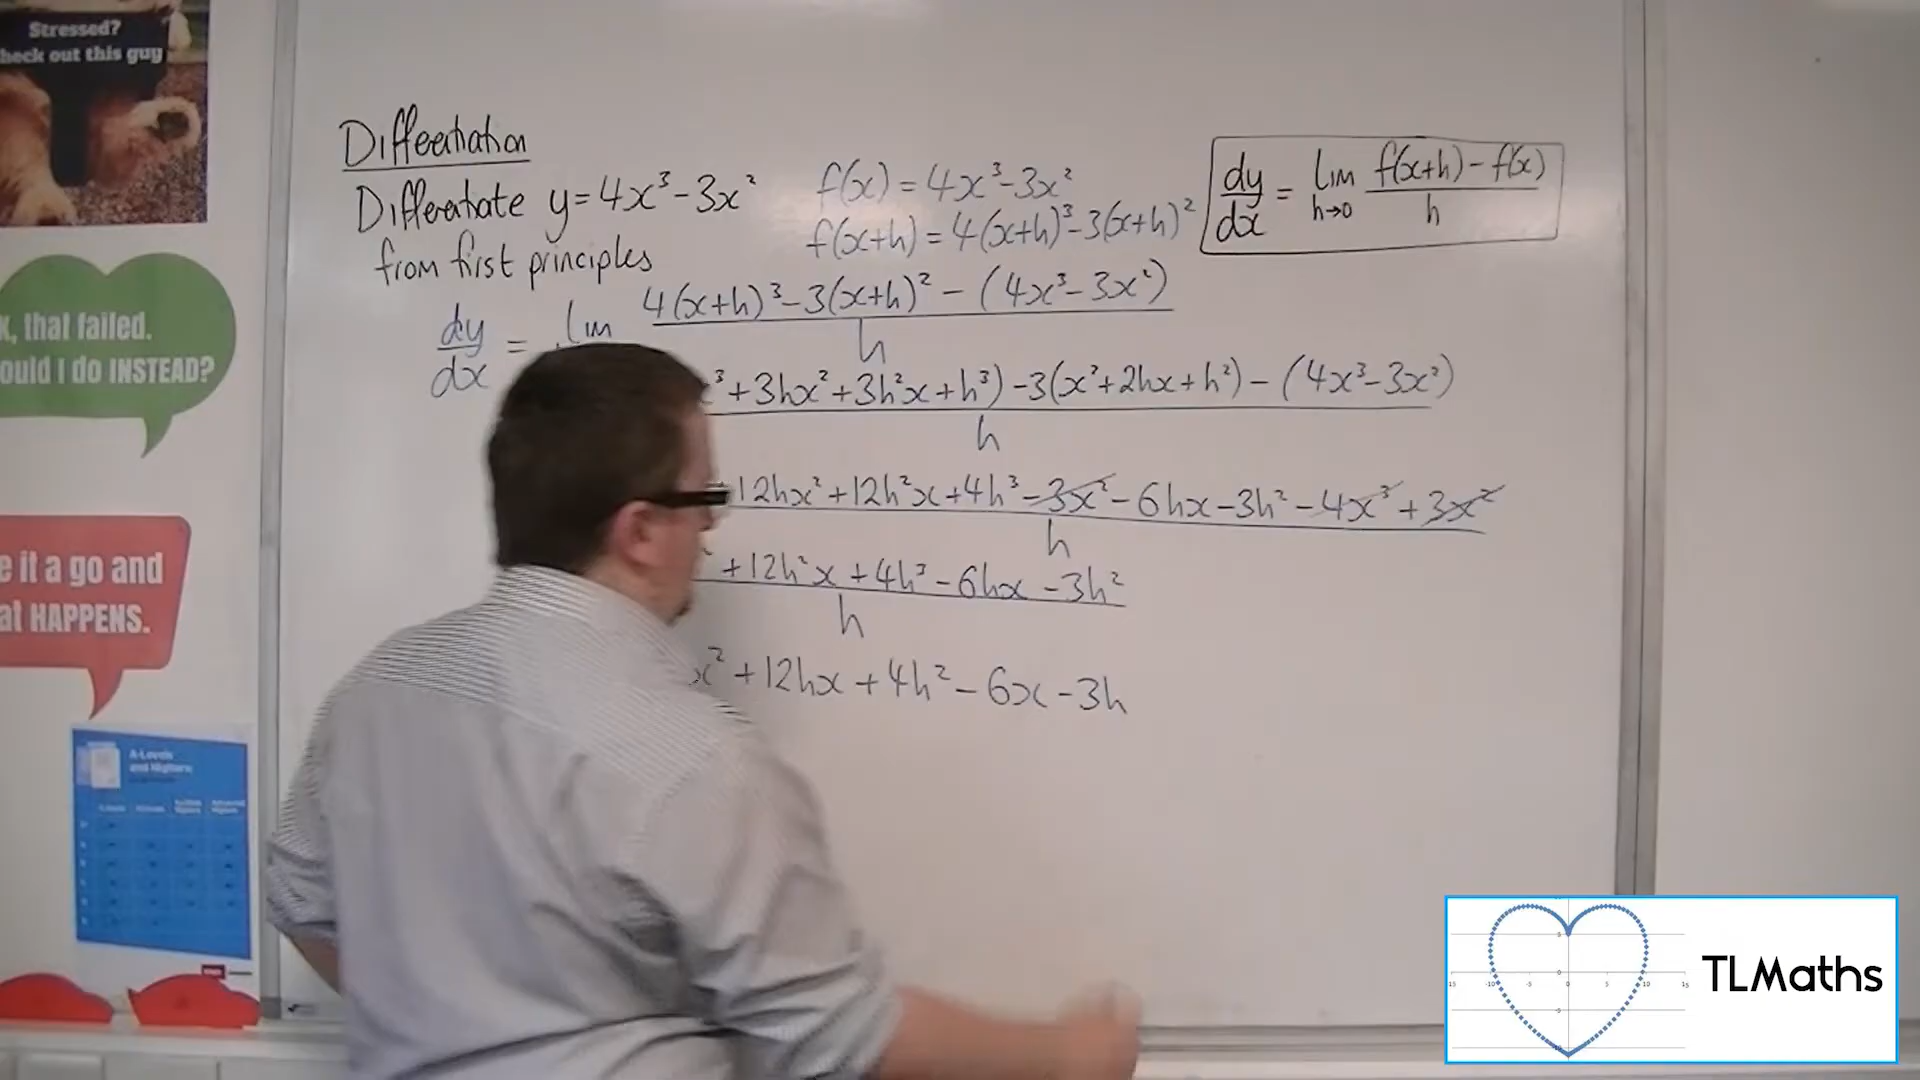 Stressed?
heck out this guy
Differentiation
Differentiate y=4x³-3x²
from first principles
f(x) = 4x³-3x²
f(x+h) = 4(x+h)³-3(x+h)²
dy/dx = lim h→0 (f(x+h) - f(x))/h
dy/dx = lim (4(x+h)³-3(x+h)² - (4x³-3x²))/h
³+3hx²+3h²x+h³) -3(x²+2hx+h²) - (4x³-3x²)
h
+12hx²+12h²x+4h³-3x²-6hx-3h²-4x³+3x²
h
² +12h²x+4h³-6hx-3h²
h
x²+12hx+4h²-6x-3h
K, that failed.
ould I do INSTEAD?
e it a go and
at HAPPENS.
A-Levels
and Highers
TLMaths